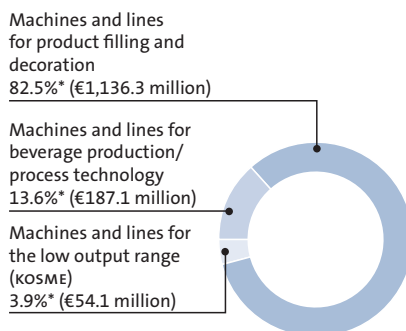 Machines and lines
for product filling and
decoration
82.5%* (€1,136.3 million)
Machines and lines for
beverage production/
process technology
13.6%* (€187.1 million)
Machines and lines for
the low output range
(KOSME)
3.9%* (€54.1 million)